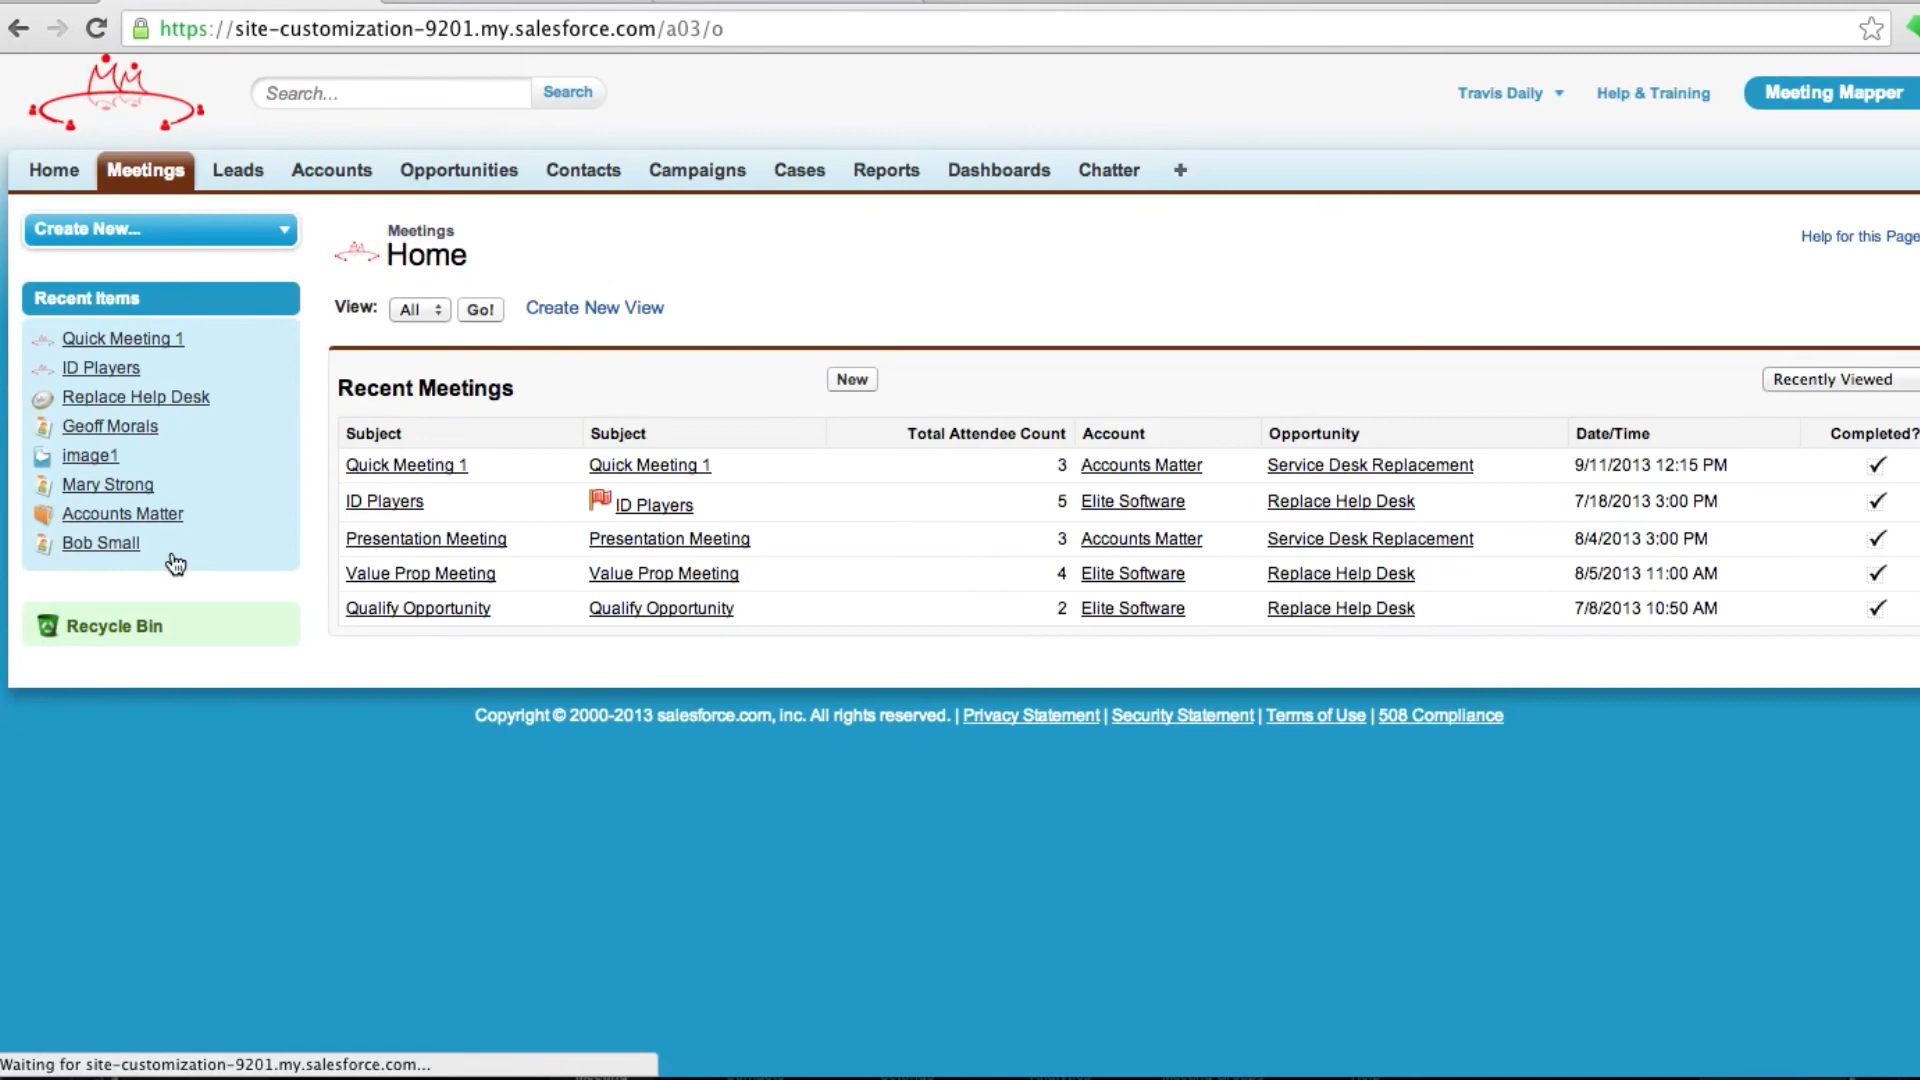 https://site-customization-9201.my.salesforce.com/a03/o
Search...
Search
Travis Daily
Help & Training
Meeting Mapper
Home Meetings Leads Accounts Opportunities Contacts Campaigns Cases Reports Dashboards Chatter +
Create New...
Meetings
Home
Help for this Page
Recent Items
View: All Go! Create New View
Quick Meeting 1
ID Players
Replace Help Desk
Geoff Morals
image1
Mary Strong
Accounts Matter
Bob Small
Recycle Bin
Recent Meetings New Recently Viewed
Subject Subject Total Attendee Count Account Opportunity Date/Time Completed?
Quick Meeting 1 Quick Meeting 1 3 Accounts Matter Service Desk Replacement 9/11/2013 12:15 PM
ID Players ID Players 5 Elite Software Replace Help Desk 7/18/2013 3:00 PM
Presentation Meeting Presentation Meeting 3 Accounts Matter Service Desk Replacement 8/4/2013 3:00 PM
Value Prop Meeting Value Prop Meeting 4 Elite Software Replace Help Desk 8/5/2013 11:00 AM
Qualify Opportunity Qualify Opportunity 2 Elite Software Replace Help Desk 7/8/2013 10:50 AM
Copyright © 2000-2013 salesforce.com, inc. All rights reserved. | Privacy Statement | Security Statement | Terms of Use | 508 Compliance
Waiting for site-customization-9201.my.salesforce.com...